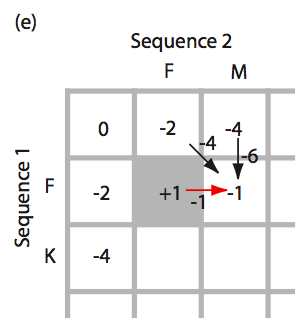 (e)
Sequence 2
F M
0 -2 -4
-4 -6
Sequence 1
F -2 +1 -1 -1
K -4